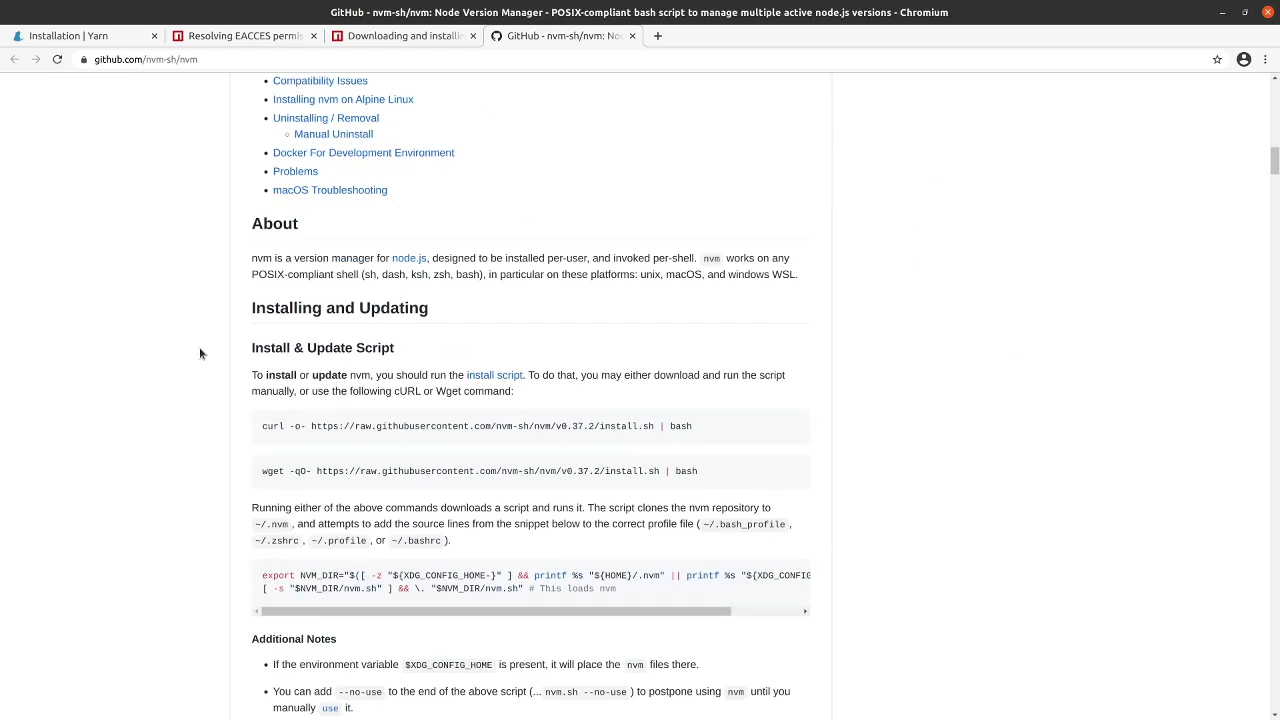 GitHub - nvm-sh/nvm: Node Version Manager - POSIX-compliant bash script to manage multiple active node.js versions - Chromium
Installation | Yarn
Resolving EACCES permis
Downloading and installin
GitHub - nvm-sh/nvm: No
github.com/nvm-sh/nvm
Compatibility Issues
Installing nvm on Alpine Linux
Uninstalling / Removal
Manual Uninstall
Docker For Development Environment
Problems
macOS Troubleshooting
About
nvm is a version manager for node.js, designed to be installed per-user, and invoked per-shell. nvm works on any
POSIX-compliant shell (sh, dash, ksh, zsh, bash), in particular on these platforms: unix, macOS, and windows WSL.
Installing and Updating
Install & Update Script
To install or update nvm, you should run the install script. To do that, you may either download and run the script
manually, or use the following cURL or Wget command:
curl -o- https://raw.githubusercontent.com/nvm-sh/nvm/v0.37.2/install.sh | bash
wget -qO- https://raw.githubusercontent.com/nvm-sh/nvm/v0.37.2/install.sh | bash
Running either of the above commands downloads a script and runs it. The script clones the nvm repository to
~/.nvm , and attempts to add the source lines from the snippet below to the correct profile file ( ~/.bash_profile ,
~/.zshrc , ~/.profile , or ~/.bashrc ).
export NVM_DIR="$([ -z "${XDG_CONFIG_HOME-}" ] && printf %s "${HOME}/.nvm" || printf %s "${XDG_CONFIG
[ -s "$NVM_DIR/nvm.sh" ] && \. "$NVM_DIR/nvm.sh" # This loads nvm
Additional Notes
If the environment variable $XDG_CONFIG_HOME is present, it will place the nvm files there.
You can add --no-use to the end of the above script (... nvm.sh --no-use ) to postpone using nvm until you
manually use it.